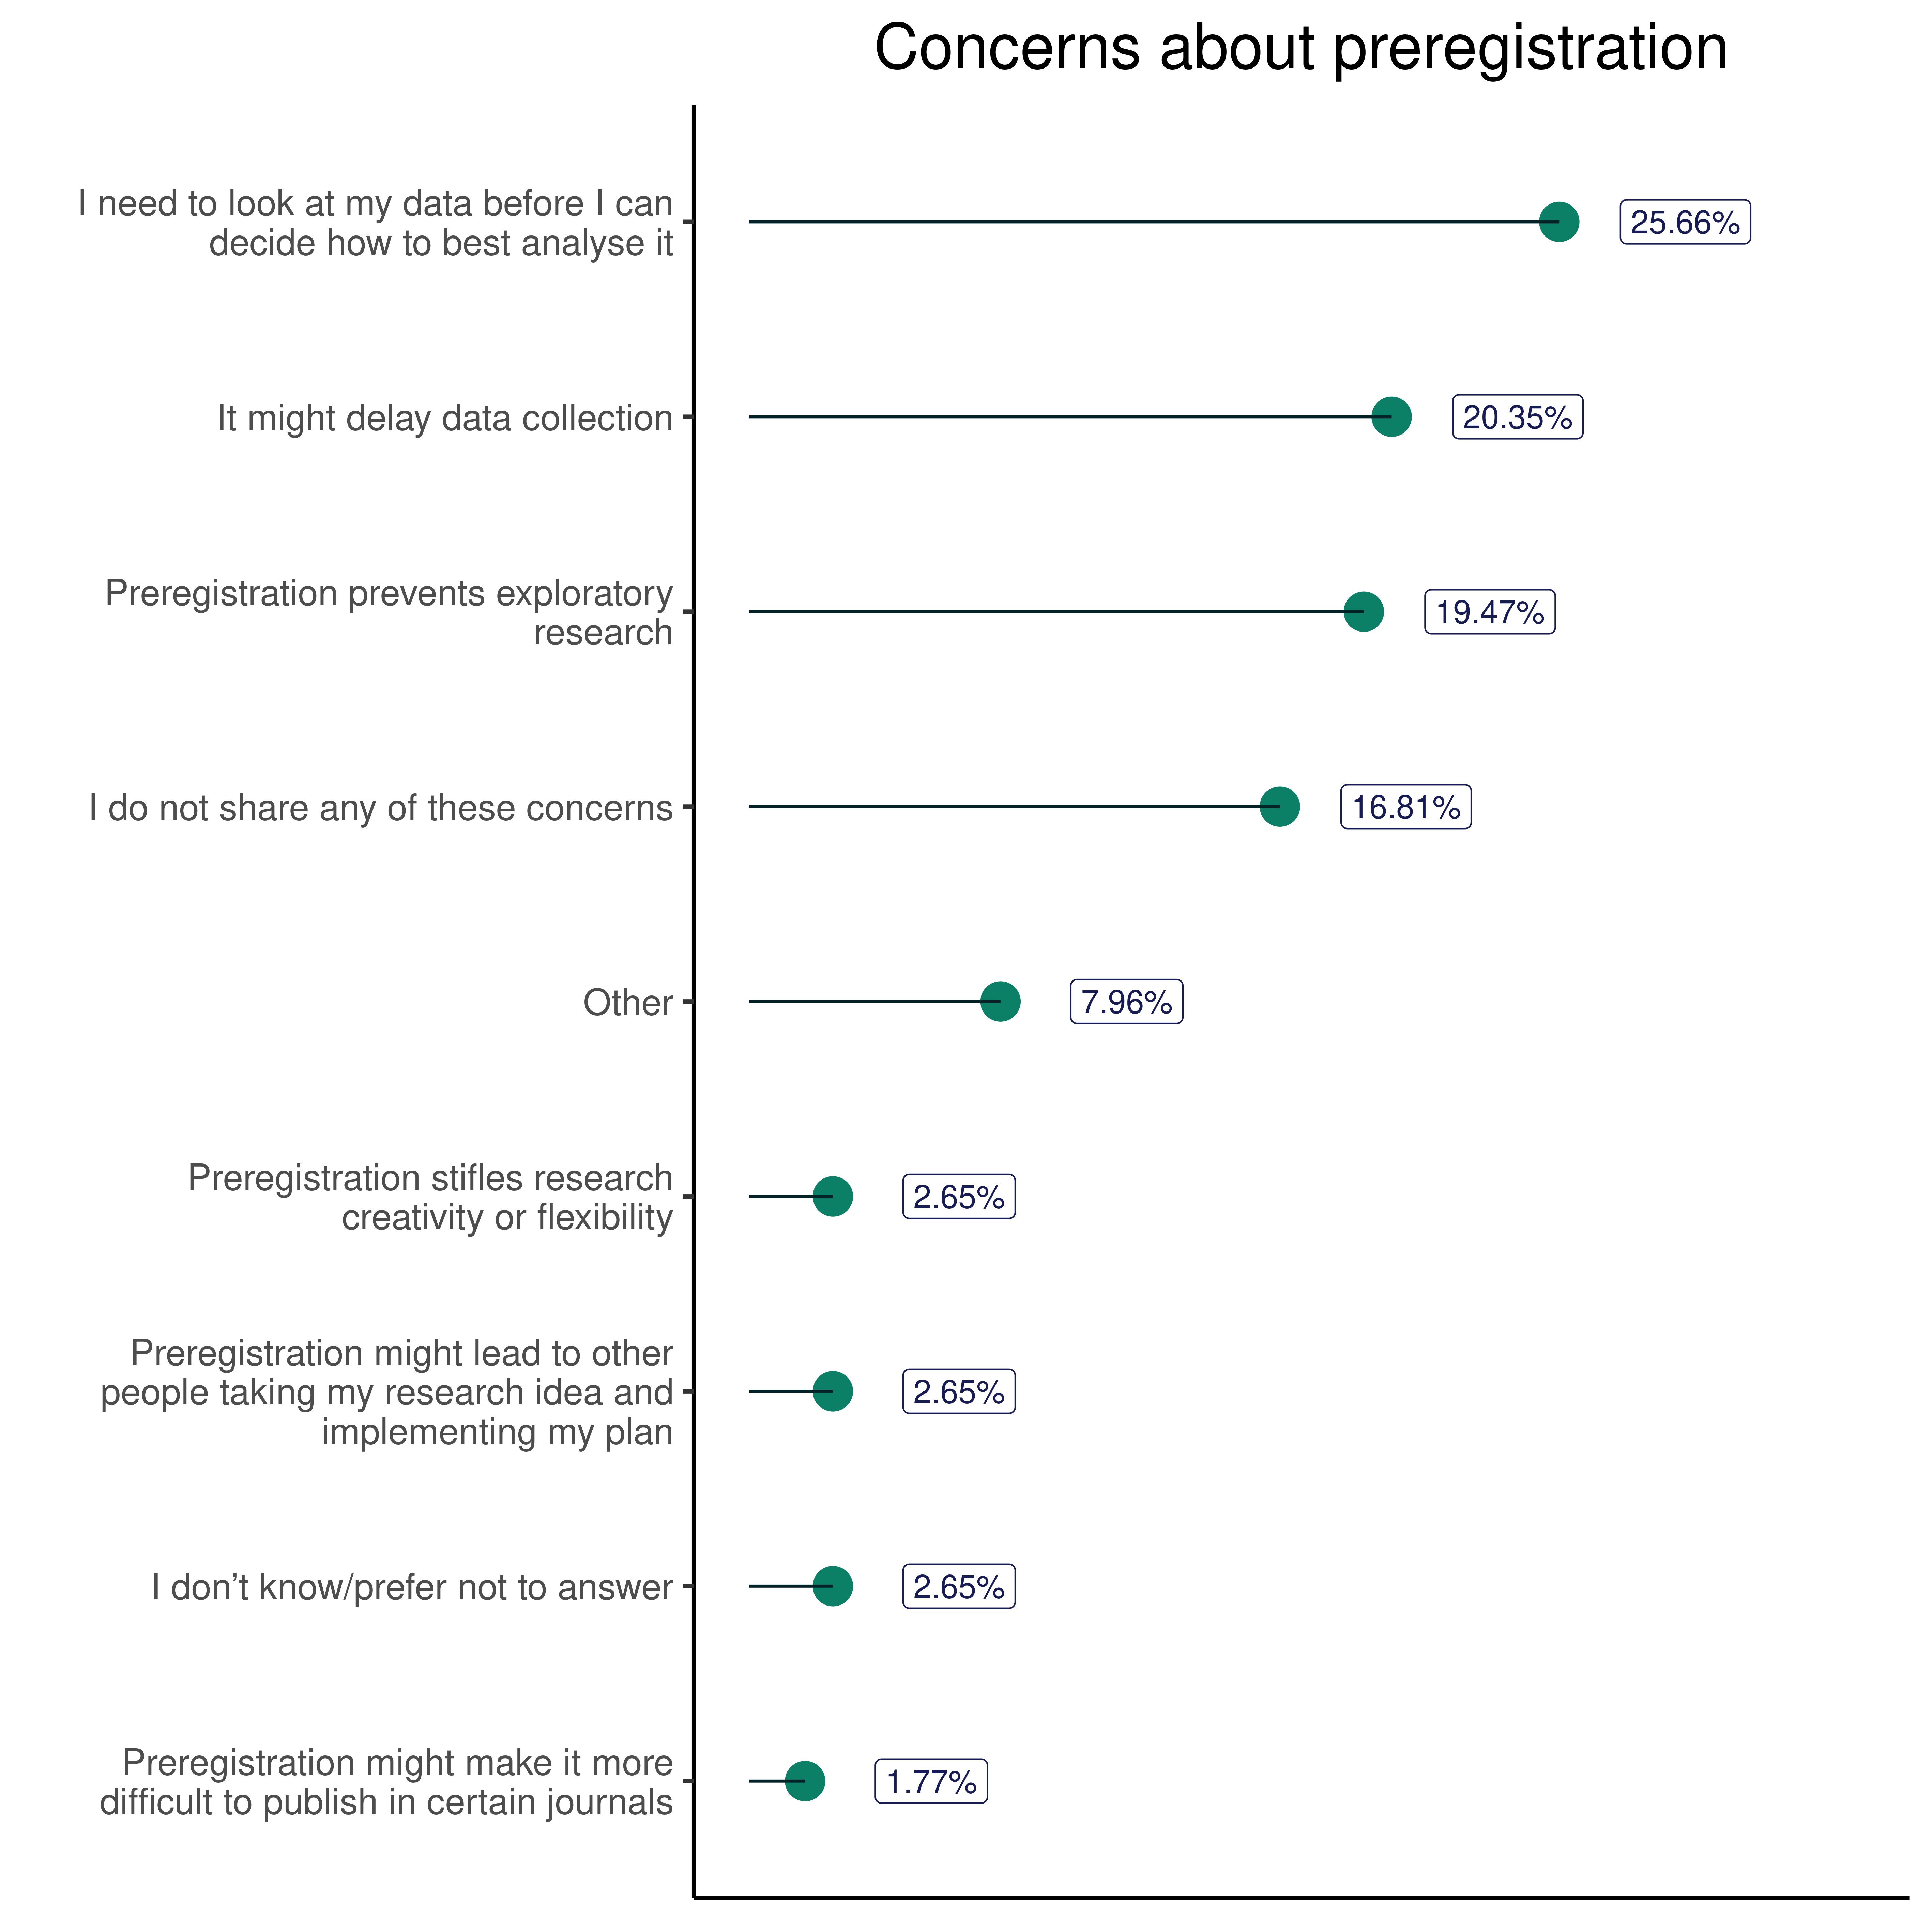 Concerns about preregistration
I need to look at my data before I can
decide how to best analyse it
25.66%
It might delay data collection
20.35%
Preregistration prevents exploratory
research
19.47%
I do not share any of these concerns
16.81%
Other
7.96%
Preregistration stifles research
creativity or flexibility
2.65%
Preregistration might lead to other
people taking my research idea and
implementing my plan
2.65%
I don’t know/prefer not to answer
2.65%
Preregistration might make it more
difficult to publish in certain journals
1.77%